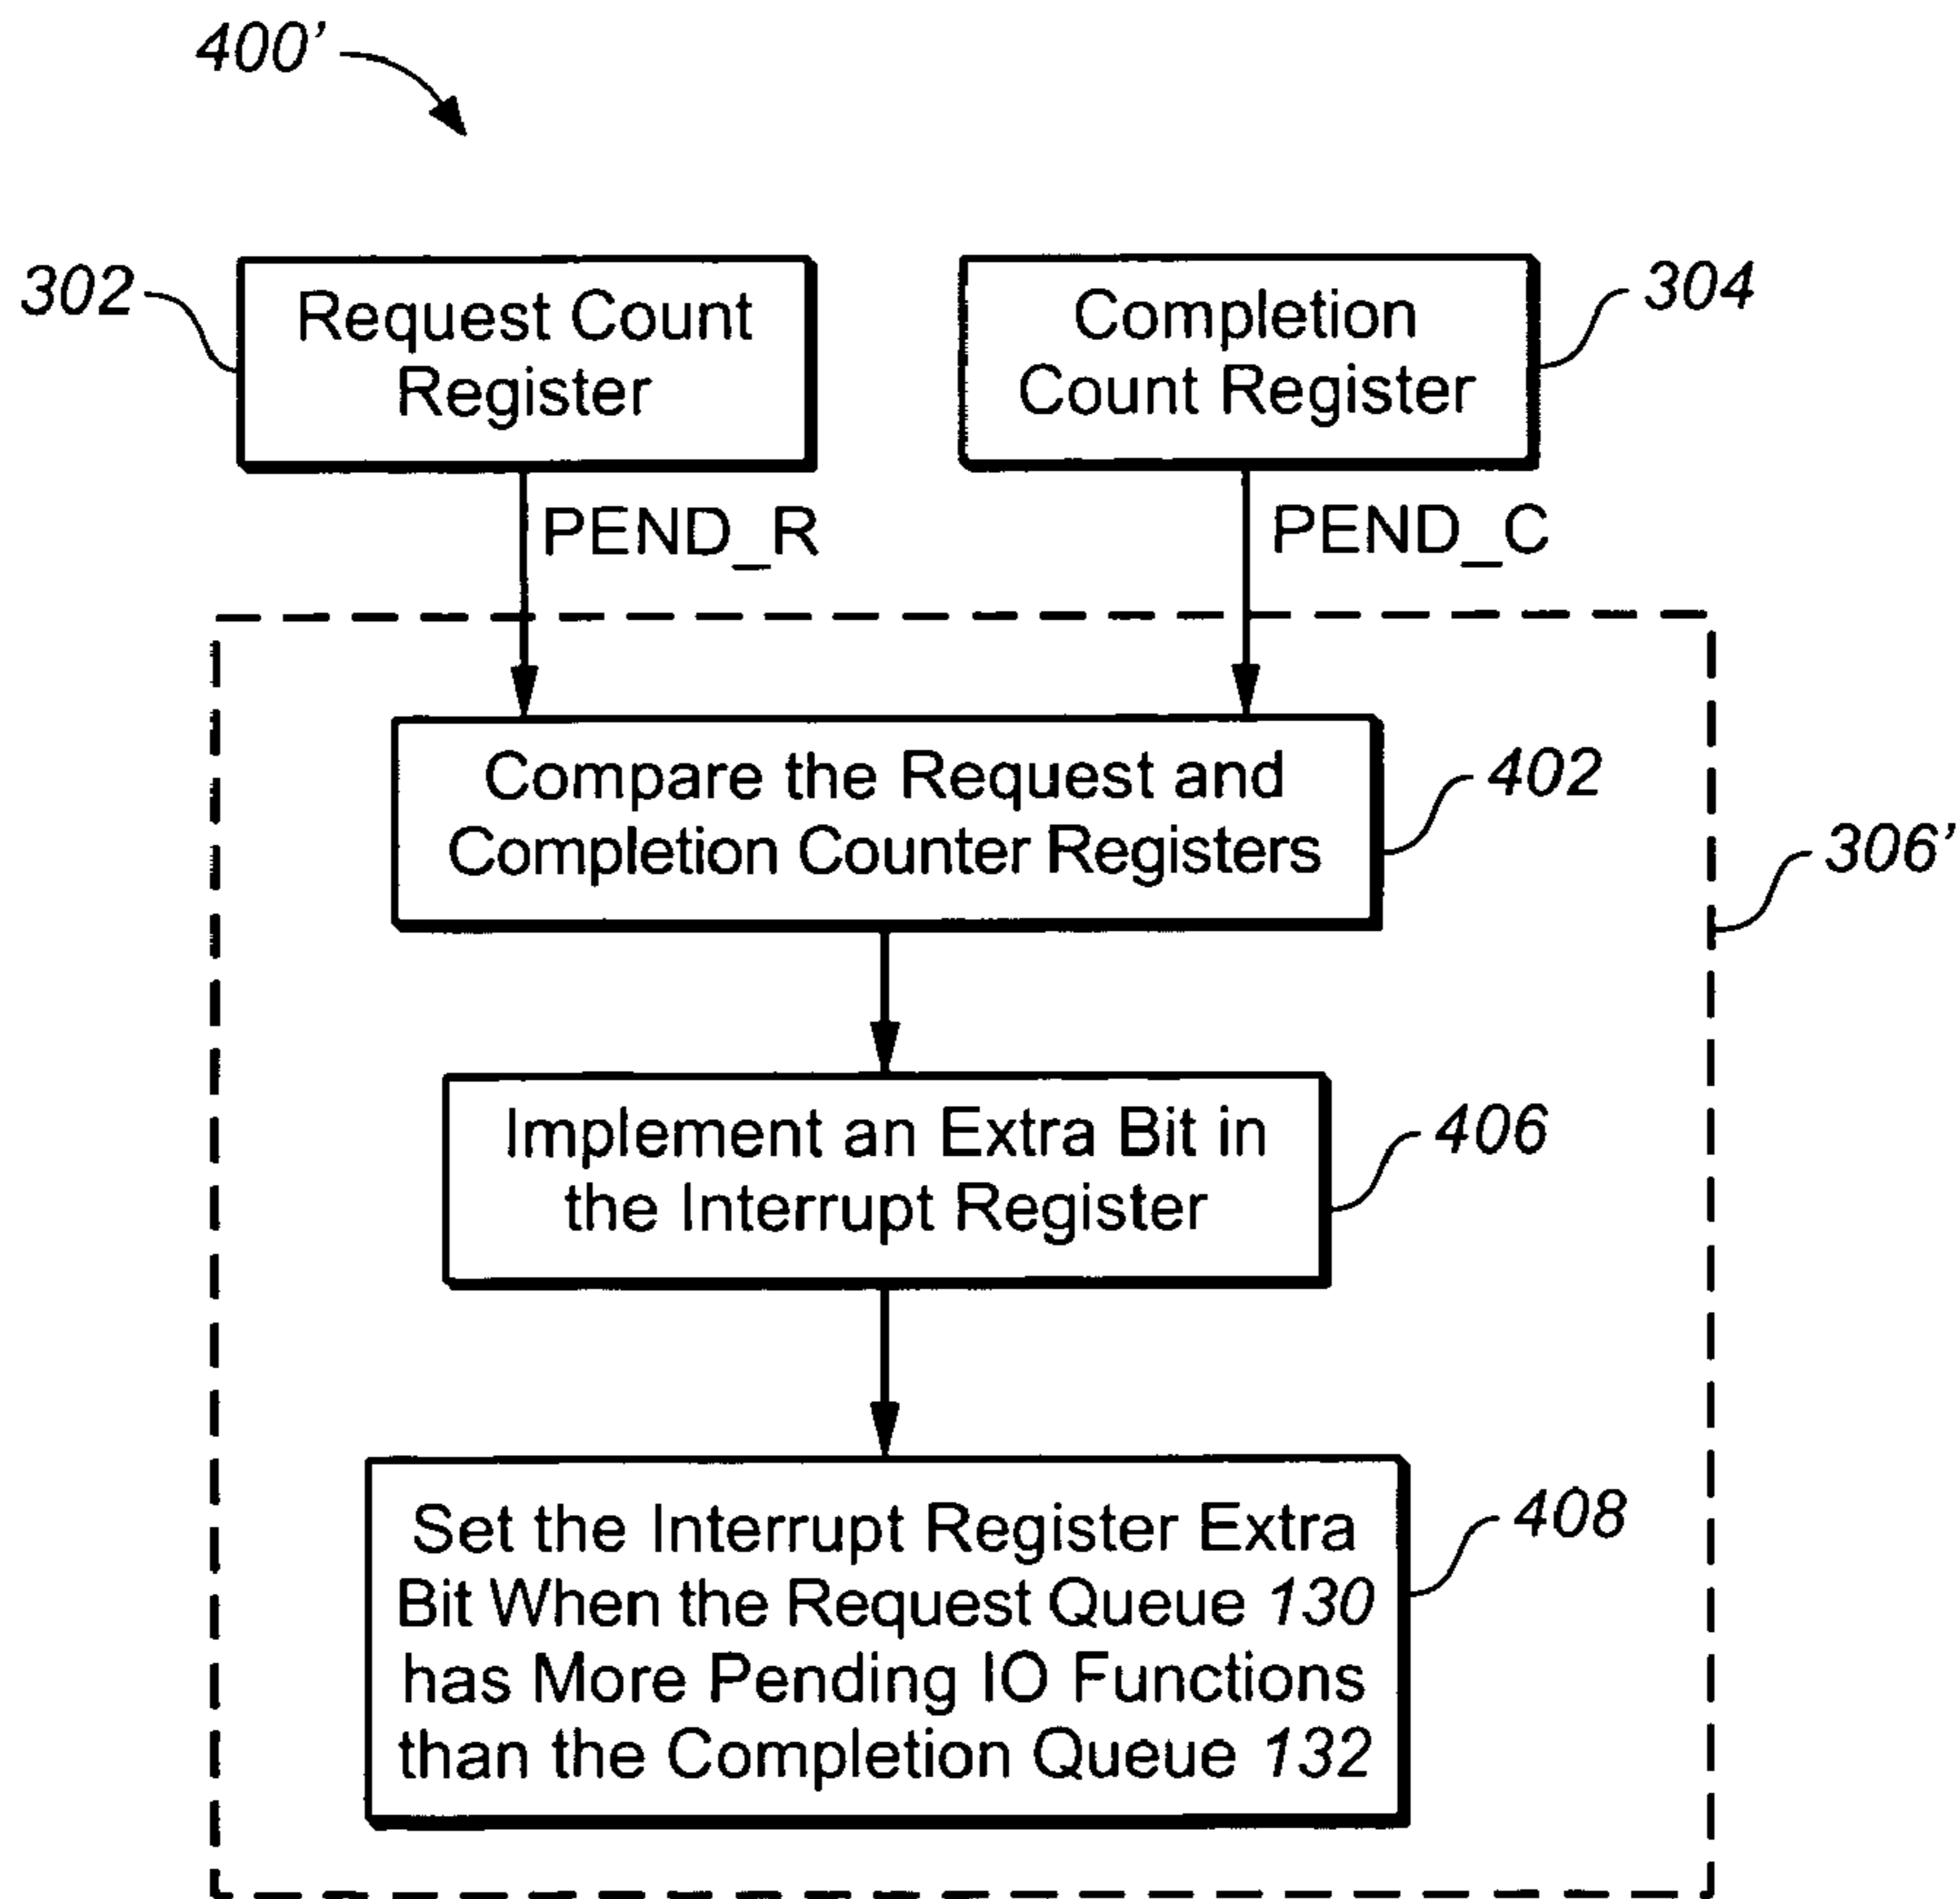 400'
302
Request Count
Register
Completion
Count Register
304
PEND_R
PEND_C
Compare the Request and
Completion Counter Registers
402
306'
Implement an Extra Bit in
the Interrupt Register
406
Set the Interrupt Register Extra
Bit When the Request Queue 130
has More Pending IO Functions
than the Completion Queue 132
408